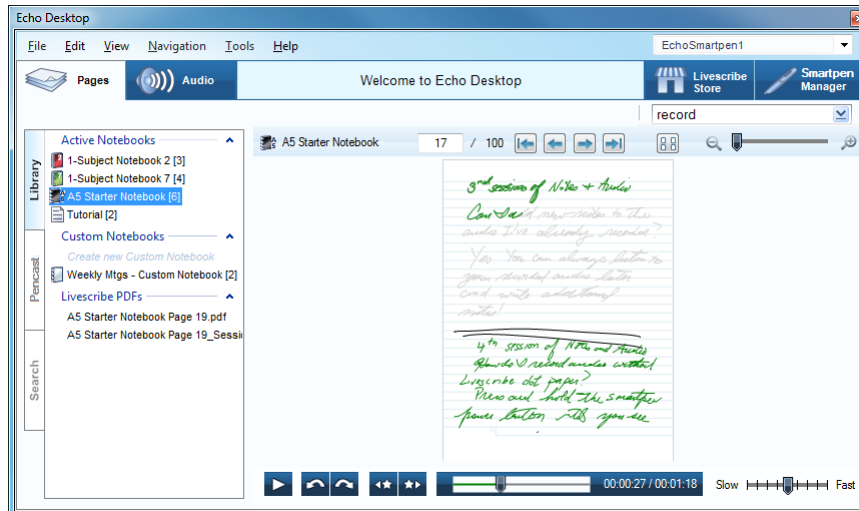 Echo Desktop
File Edit View Navigation Tools Help
EchoSmartpen1
Pages
Audio
Welcome to Echo Desktop
Livescribe Store
Smartpen Manager
record
Library
Pencast
Search
Active Notebooks
1-Subject Notebook 2 [3]
1-Subject Notebook 7 [4]
A5 Starter Notebook [6]
Tutorial [2]
Custom Notebooks
Create new Custom Notebook
Weekly Mtgs - Custom Notebook [2]
Livescribe PDFs
A5 Starter Notebook Page 19.pdf
A5 Starter Notebook Page 19_Sessi
A5 Starter Notebook 17 / 100
3rd session of Notes + Audio
Can I add new notes to the
audio I've already recorded?
Yes. You can always listen to
your recorded audio later
and write additional
notes!
4th session of Notes and Audio
How do I record audio without
Livescribe dot paper?
Press and hold the smartpen
power button until you see
00:00:27 / 00:01:18
Slow
Fast